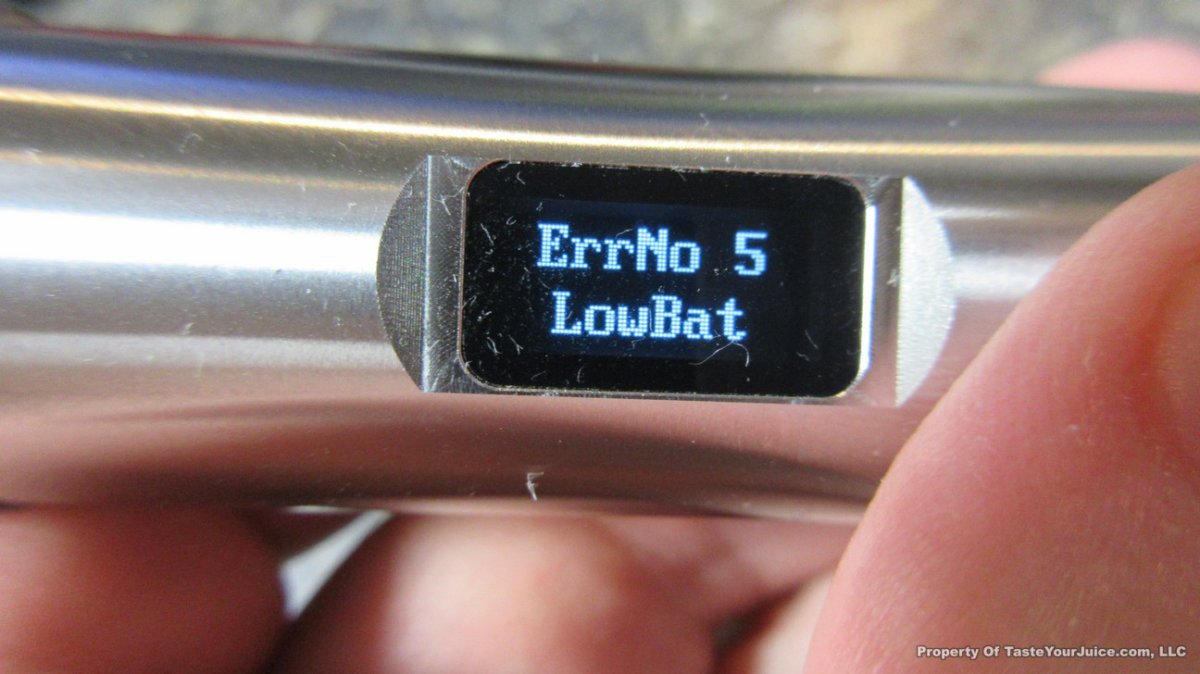 ErrNo 5
LowBat
Property Of TasteYourJuice.com, LLC